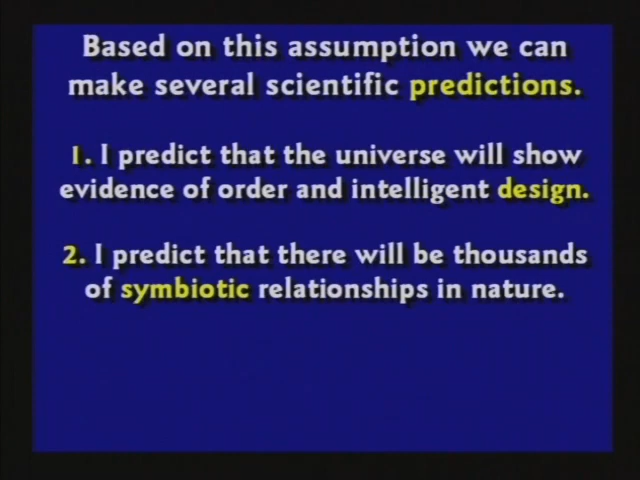 Based on this assumption we can
make several scientific predictions.
1. I predict that the universe will show
evidence of order and intelligent design.
2. I predict that there will be thousands
of symbiotic relationships in nature.